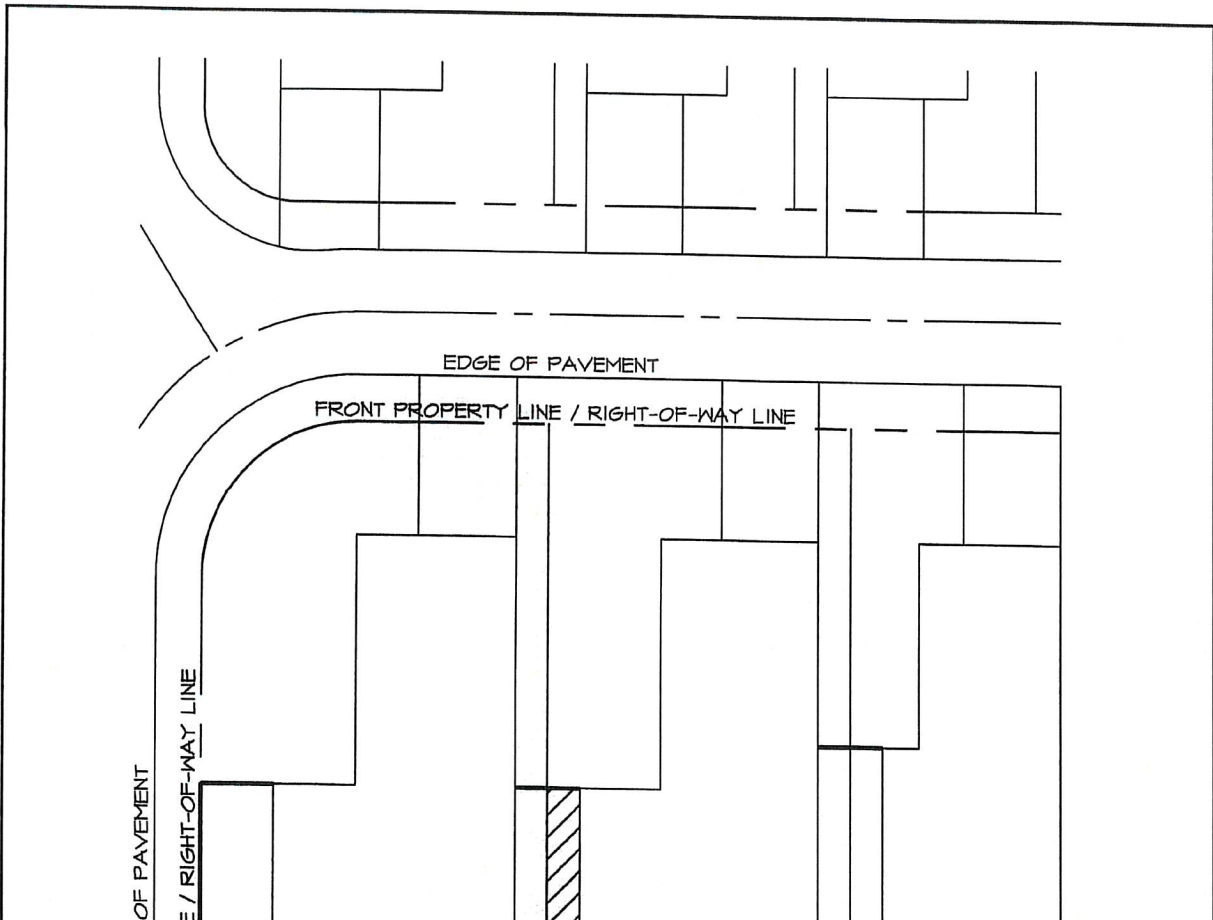 EDGE OF PAVEMENT
FRONT PROPERTY LINE / RIGHT-OF-WAY LINE
OF PAVEMENT
E / RIGHT-OF-WAY LINE